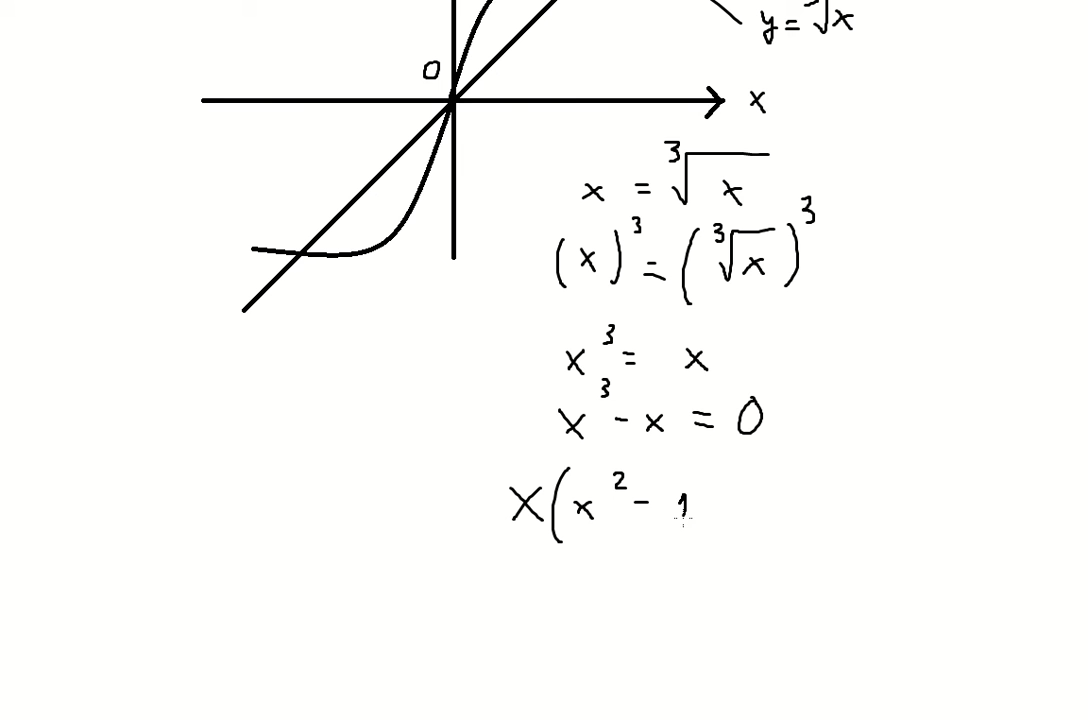 y = ∛x
0
x
x = ∛x
(x)³ = (∛x)³
x³ = x
x³ - x = 0
x(x² - 1